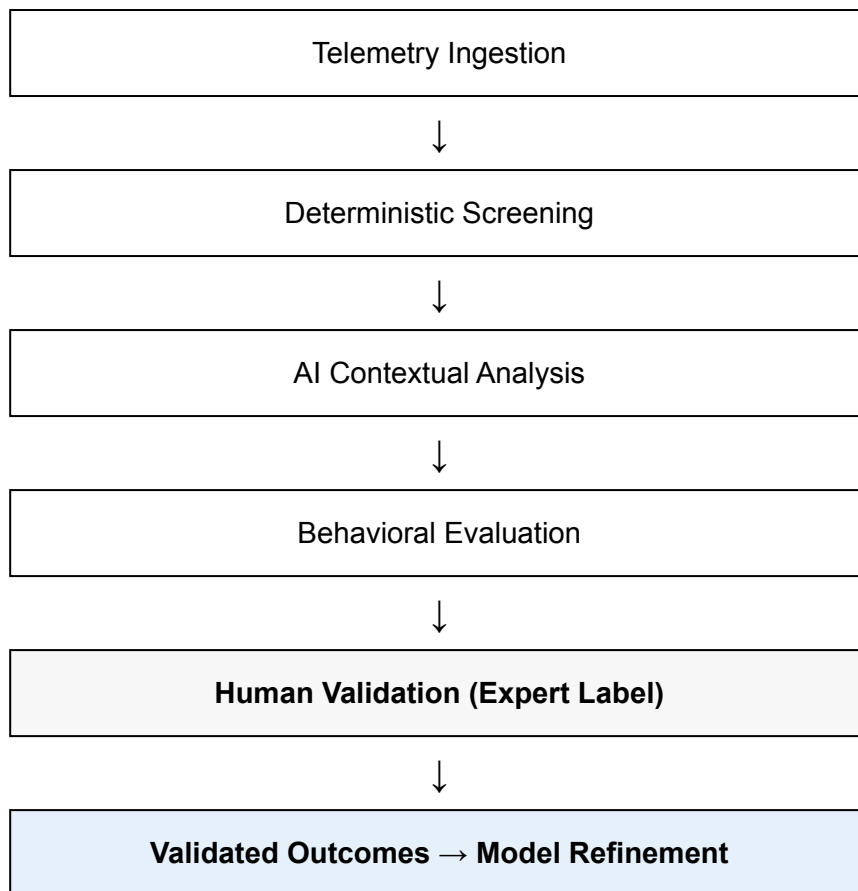 Telemetry Ingestion
↓
Deterministic Screening
↓
AI Contextual Analysis
↓
Behavioral Evaluation
↓
Human Validation (Expert Label)
↓
Validated Outcomes → Model Refinement